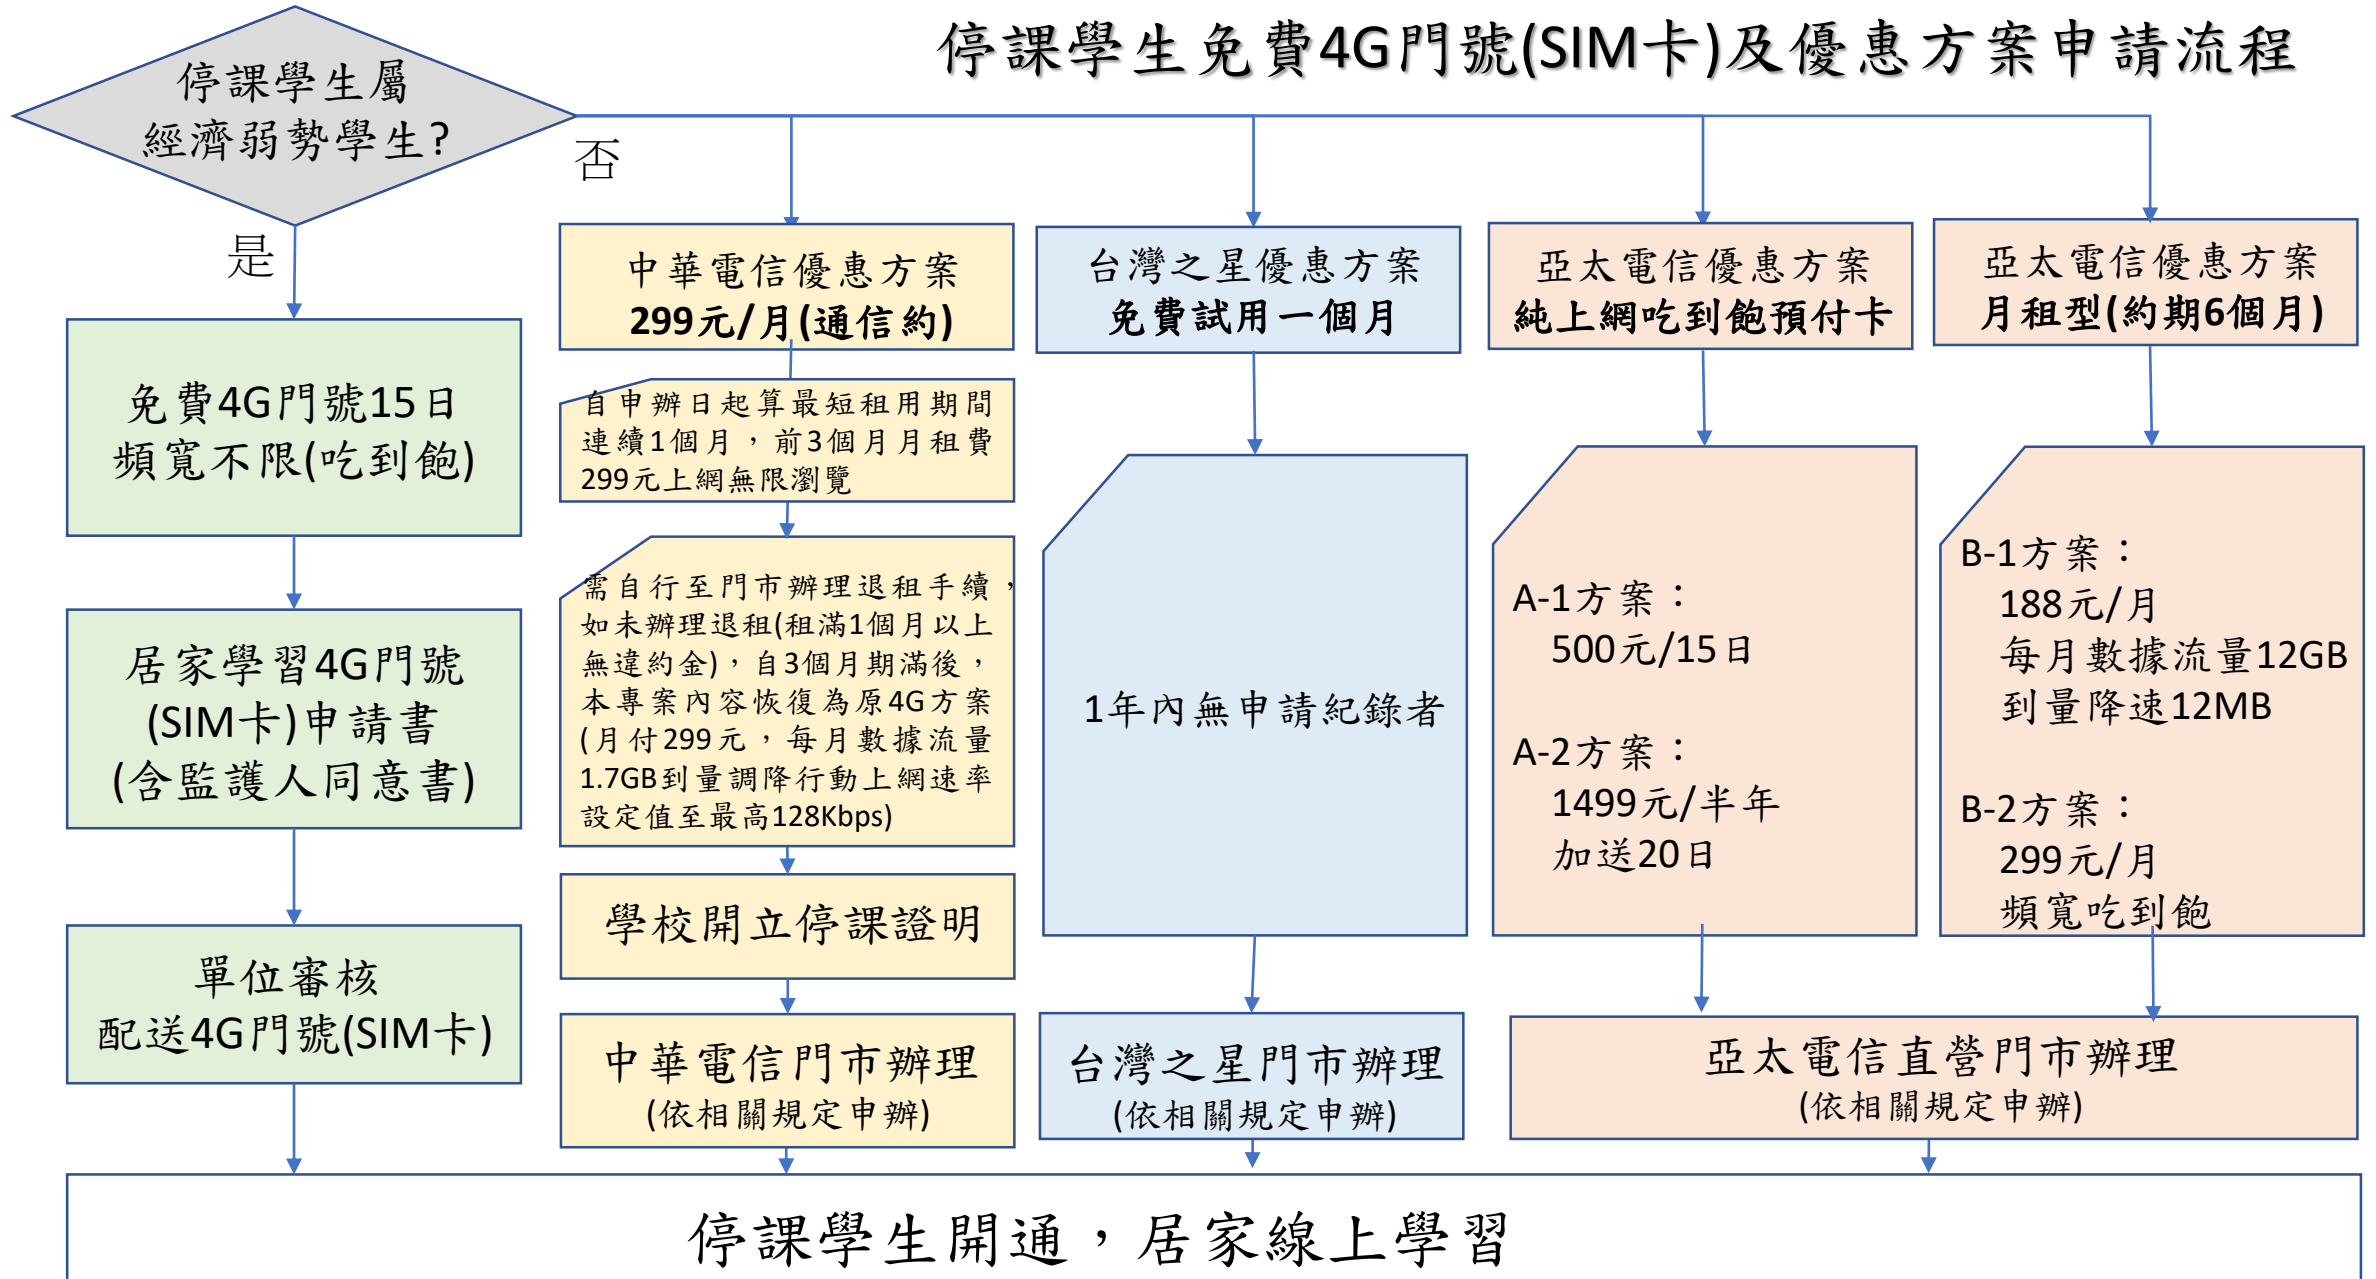 停課學生免費4G門號(SIM卡)及優惠方案申請流程
停課學生屬
經濟弱勢學生?
否
是
免費4G門號15日
頻寬不限(吃到飽)
居家學習4G門號
(SIM卡)申請書
(含監護人同意書)
單位審核
配送4G門號(SIM卡)
中華電信優惠方案
299元/月(通信約)
自申辦日起算最短租用期間
連續1個月，前3個月月租費
299元上網無限瀏覽
需自行至門市辦理退租手續，
如未辦理退租(租滿1個月以上
無違約金)，自3個月期滿後，
本專案內容恢復為原4G方案
(月付299元，每月數據流量
1.7GB到量調降行動上網速率
設定值至最高128Kbps)
學校開立停課證明
中華電信門市辦理
(依相關規定申辦)
台灣之星優惠方案
免費試用一個月
1年內無申請紀錄者
台灣之星門市辦理
(依相關規定申辦)
亞太電信優惠方案
純上網吃到飽預付卡
A-1方案：
500元/15日
A-2方案：
1499元/半年
加送20日
亞太電信優惠方案
月租型(約期6個月)
B-1方案：
188元/月
每月數據流量12GB
到量降速12MB
B-2方案：
299元/月
頻寬吃到飽
亞太電信直營門市辦理
(依相關規定申辦)
停課學生開通，居家線上學習